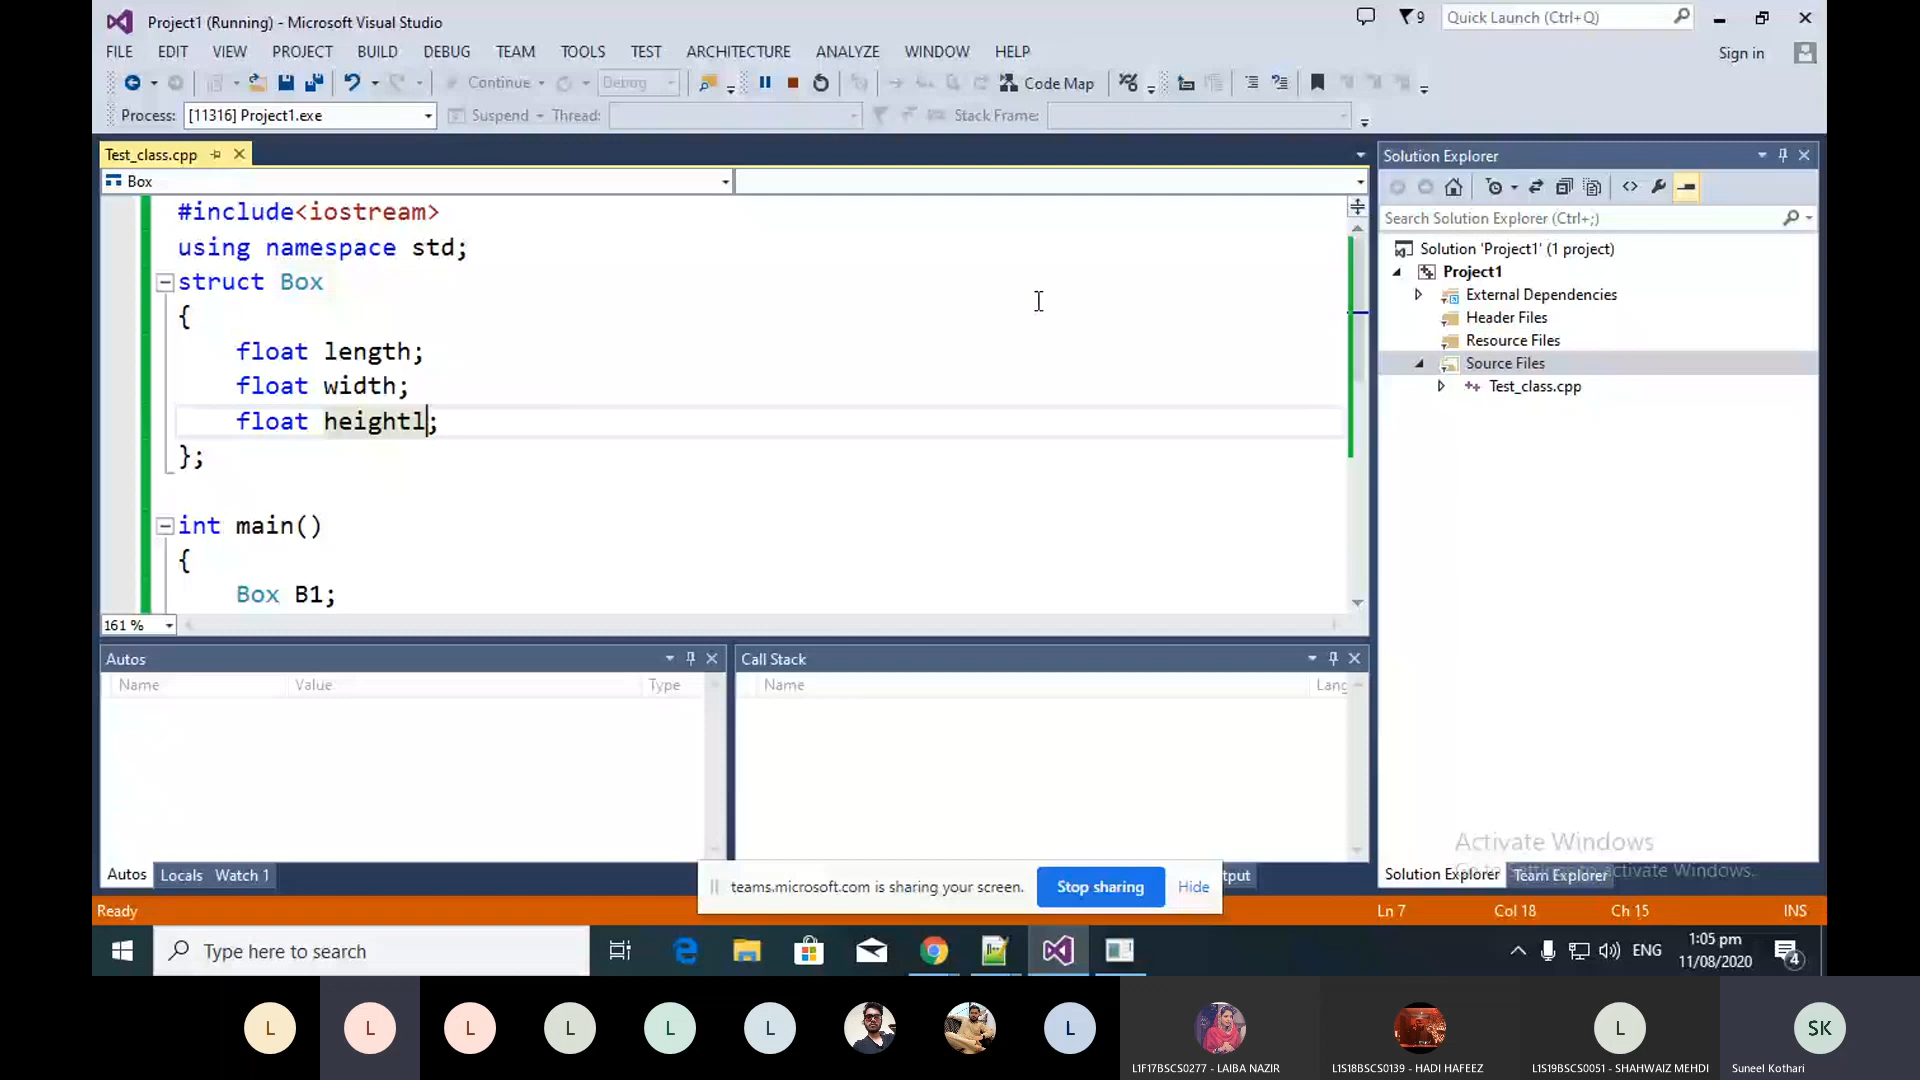 Project1 (Running) - Microsoft Visual Studio
9
Quick Launch (Ctrl+Q)
FILE EDIT VIEW PROJECT BUILD DEBUG TEAM TOOLS TEST ARCHITECTURE ANALYZE WINDOW HELP
Sign in
Continue Debug Code Map
Process: [11316] Project1.exe Suspend Thread: Stack Frame:
Test_class.cpp
Box
#include<iostream>
using namespace std;
struct Box
{
float length;
float width;
float heightl;
};
int main()
{
Box B1;
161 %
Solution Explorer
Search Solution Explorer (Ctrl+;)
Solution 'Project1' (1 project)
Project1
External Dependencies
Header Files
Resource Files
Source Files
Test_class.cpp
Autos
Name Value Type
Call Stack
Name Lang
Autos Locals Watch 1
teams.microsoft.com is sharing your screen. Stop sharing Hide
Activate Windows
Solution Explorer Team Explorer
Ready
Ln 7 Col 18 Ch 15 INS
Type here to search
ENG
1:05 pm
11/08/2020
4
L L L L L L L
L SK
L1F17BSCS0277 - LAIBA NAZIR
L1S18BSCS0139 - HADI HAFEEZ
L1S19BSCS0051 - SHAHWAIZ MEHDI
Suneel Kothari